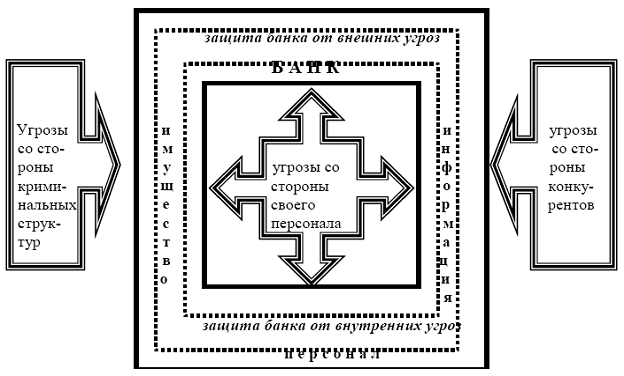 защита банка от внешних угроз
БАНК
Угрозы
со сто-
роны
крими-
нальных
струк-
тур
имущество
угрозы со
стороны
своего
персонала
информация
угрозы
со сто-
роны
конку-
рентов
защита банка от внутренних угроз
персонал